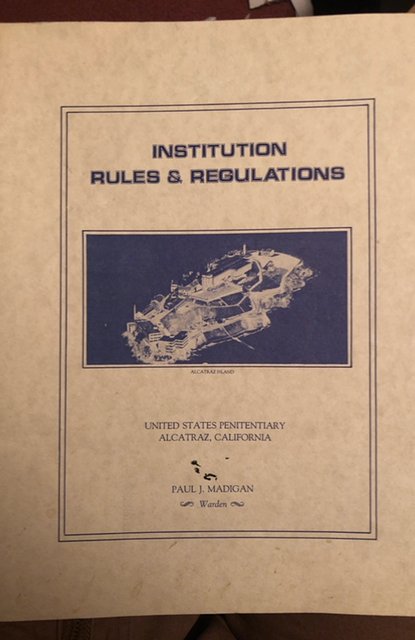 INSTITUTION
RULES & REGULATIONS
ALCATRAZ ISLAND
UNITED STATES PENITENTIARY
ALCATRAZ, CALIFORNIA
PAUL J. MADIGAN
Warden